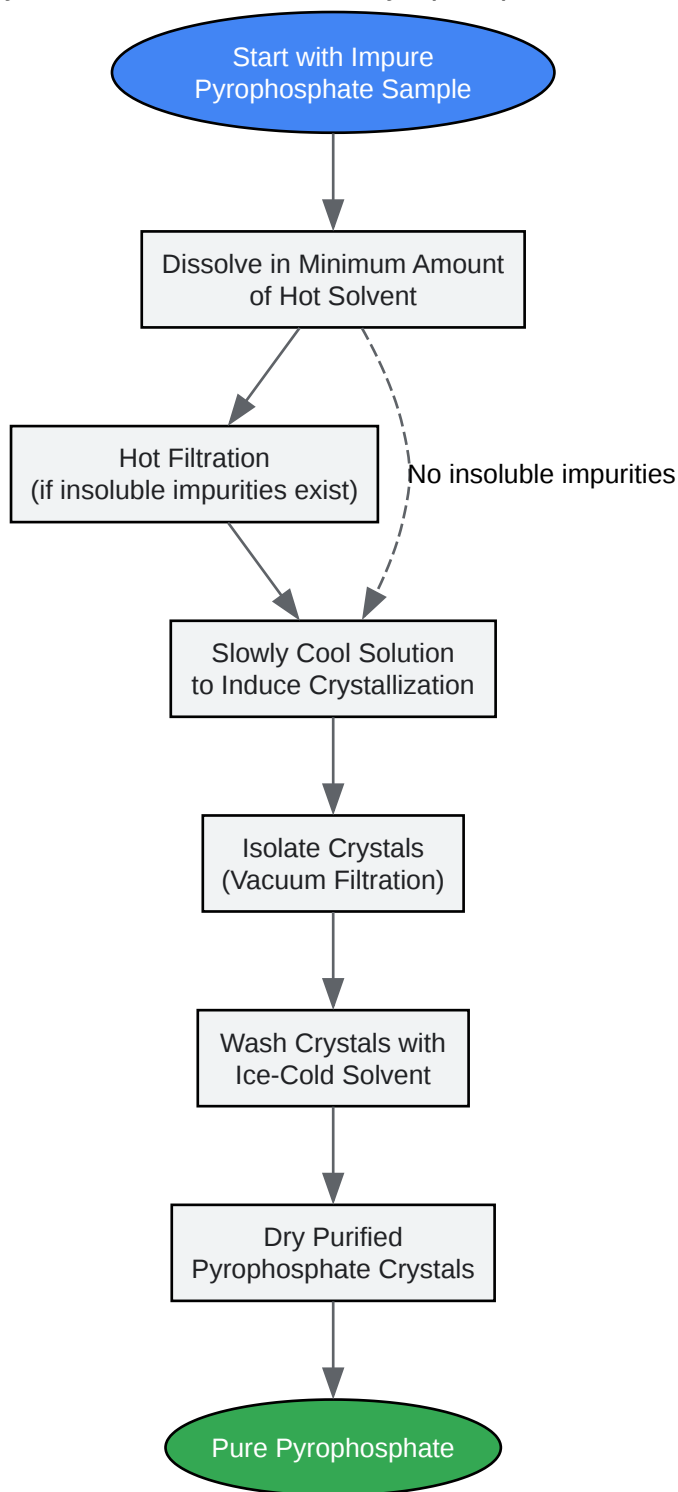 Start with Impure
Pyrophosphate Sample
Dissolve in Minimum Amount
of Hot Solvent
Hot Filtration
(if insoluble impurities exist)
No insoluble impurities
Slowly Cool Solution
to Induce Crystallization
Isolate Crystals
(Vacuum Filtration)
Wash Crystals with
Ice-Cold Solvent
Dry Purified
Pyrophosphate Crystals
Pure Pyrophosphate